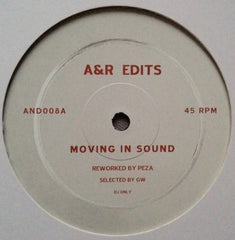 A&R EDITS
AND008A 45 RPM
MOVING IN SOUND
REWORKED BY PEZA
SELECTED BY GW
DJ ONLY